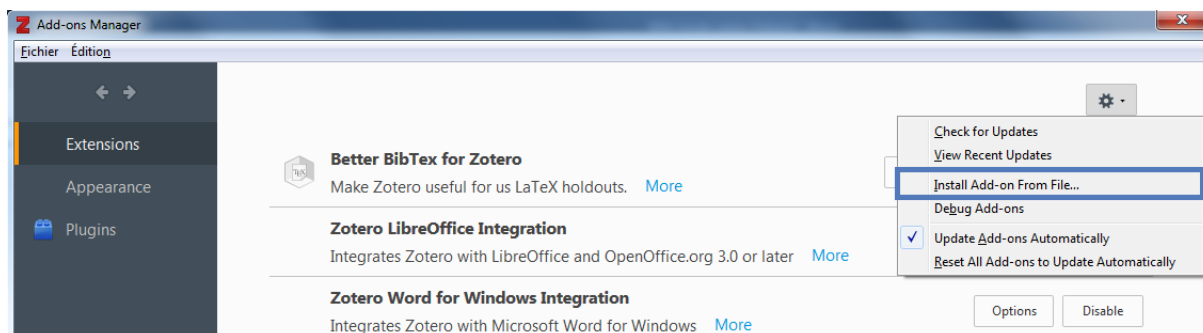 Add-ons Manager
Fichier Édition
Extensions
Appearance
Plugins
Better BibTex for Zotero
Make Zotero useful for us LaTeX holdouts. More
Zotero LibreOffice Integration
Integrates Zotero with LibreOffice and OpenOffice.org 3.0 or later More
Zotero Word for Windows Integration
Integrates Zotero with Microsoft Word for Windows More
Options Disable
Check for Updates
View Recent Updates
Install Add-on From File...
Debug Add-ons
Update Add-ons Automatically
Reset All Add-ons to Update Automatically